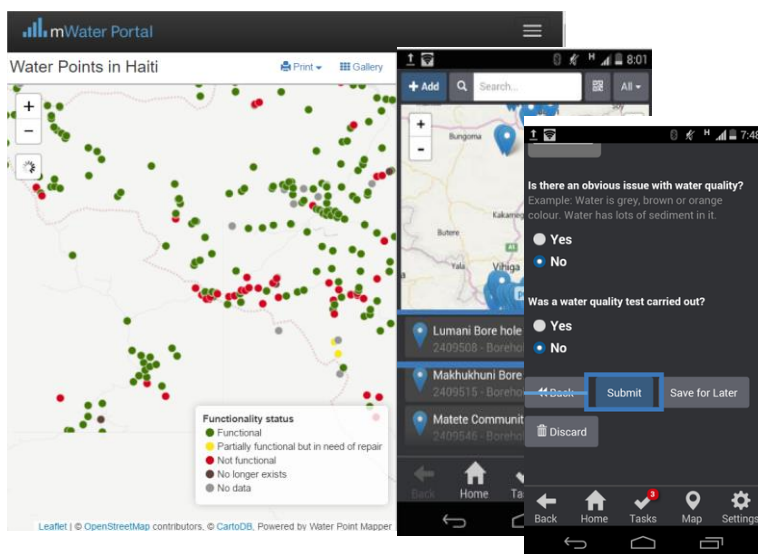 mWater Portal
Water Points in Haiti
Print
Gallery
+
−
Functionality status
Functional
Partially functional but in need of repair
Not functional
No longer exists
No data
Leaflet | © OpenStreetMap contributors, © CartoDB, Powered by Water Point Mapper
H 8:01
+ Add
Search...
All
+
-
Bungoma
Butere
Yala
Vihiga
Lumani Bore hole
2409508 - Boreho
Makhukhuni Bore
2409515 - Boreho
Matete Communit
2409546 - Boreho
Back
Home
Ta
H 7:48
Is there an obvious issue with water quality?
Example: Water is grey, brown or orange
colour. Water has lots of sediment in it.
Yes
No
Was a water quality test carried out?
Yes
No
Back
Submit
Save for Later
Discard
3
Back
Home
Tasks
Map
Settings